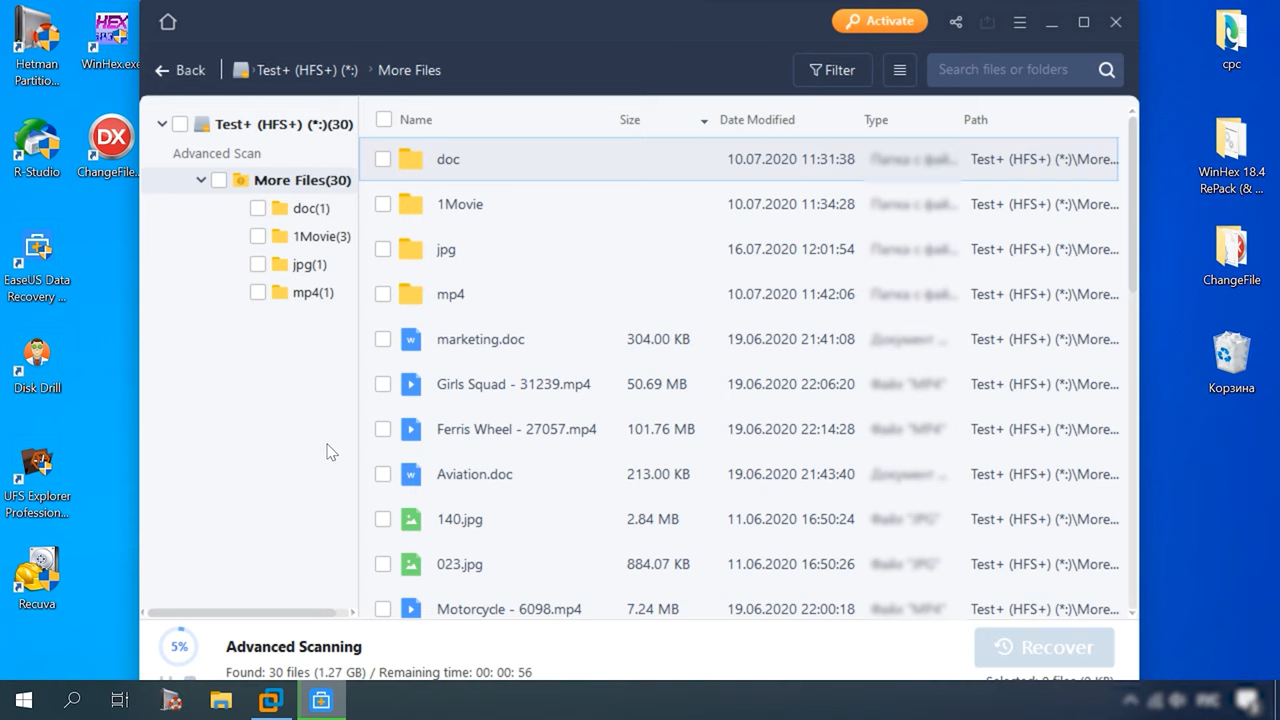 Hetman
Partitio...
WinHex.exe
R-Studio
ChangeFile...
EaseUS Data
Recovery ...
Disk Drill
UFS Explorer
Professional...
Recuva
Activate
Back
Test+ (HFS+) (*:)
More Files
Filter
Search files or folders
Test+ (HFS+) (*:)(30)
Advanced Scan
More Files(30)
doc(1)
1Movie(3)
jpg(1)
mp4(1)
Name Size Date Modified Type Path
doc 10.07.2020 11:31:38 Test+ (HFS+) (*:)\More...
1Movie 10.07.2020 11:34:28 Test+ (HFS+) (*:)\More...
jpg 16.07.2020 12:01:54 Test+ (HFS+) (*:)\More...
mp4 10.07.2020 11:42:06 Test+ (HFS+) (*:)\More...
marketing.doc 304.00 KB 19.06.2020 21:41:08 Test+ (HFS+) (*:)\More...
Girls Squad - 31239.mp4 50.69 MB 19.06.2020 22:06:20 Test+ (HFS+) (*:)\More...
Ferris Wheel - 27057.mp4 101.76 MB 19.06.2020 22:14:28 Test+ (HFS+) (*:)\More...
Aviation.doc 213.00 KB 19.06.2020 21:43:40 Test+ (HFS+) (*:)\More...
140.jpg 2.84 MB 11.06.2020 16:50:24 Test+ (HFS+) (*:)\More...
023.jpg 884.07 KB 11.06.2020 16:50:26 Test+ (HFS+) (*:)\More...
Motorcycle - 6098.mp4 7.24 MB 19.06.2020 22:00:18 Test+ (HFS+) (*:)\More...
5%
Advanced Scanning
Found: 30 files (1.27 GB) / Remaining time: 00: 00: 56
Recover
cpc
WinHex 18.4
RePack (& ...
ChangeFile
Корзина